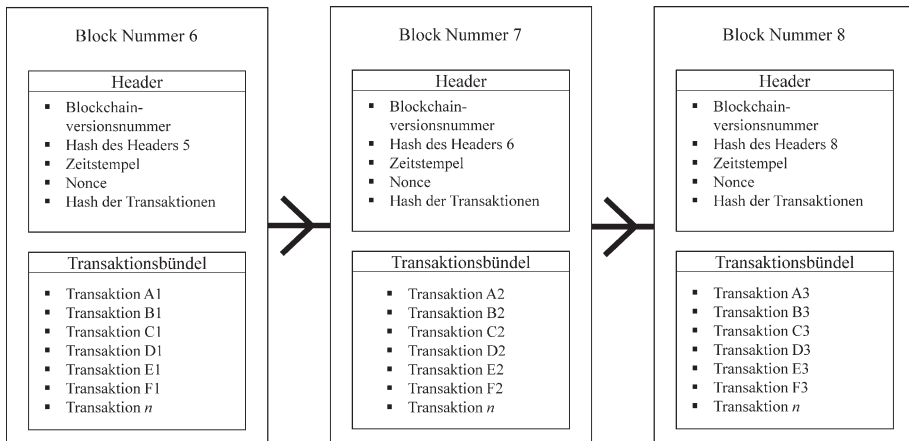 Block Nummer 6
Header
▪ Blockchain-
versionsnummer
▪ Hash des Headers 5
▪ Zeitstempel
▪ Nonce
▪ Hash der Transaktionen
Transaktionsbündel
▪ Transaktion A1
▪ Transaktion B1
▪ Transaktion C1
▪ Transaktion D1
▪ Transaktion E1
▪ Transaktion F1
▪ Transaktion n
Block Nummer 7
Header
▪ Blockchain-
versionsnummer
▪ Hash des Headers 6
▪ Zeitstempel
▪ Nonce
▪ Hash der Transaktionen
Transaktionsbündel
▪ Transaktion A2
▪ Transaktion B2
▪ Transaktion C2
▪ Transaktion D2
▪ Transaktion E2
▪ Transaktion F2
▪ Transaktion n
Block Nummer 8
Header
▪ Blockchain-
versionsnummer
▪ Hash des Headers 8
▪ Zeitstempel
▪ Nonce
▪ Hash der Transaktionen
Transaktionsbündel
▪ Transaktion A3
▪ Transaktion B3
▪ Transaktion C3
▪ Transaktion D3
▪ Transaktion E3
▪ Transaktion F3
▪ Transaktion n